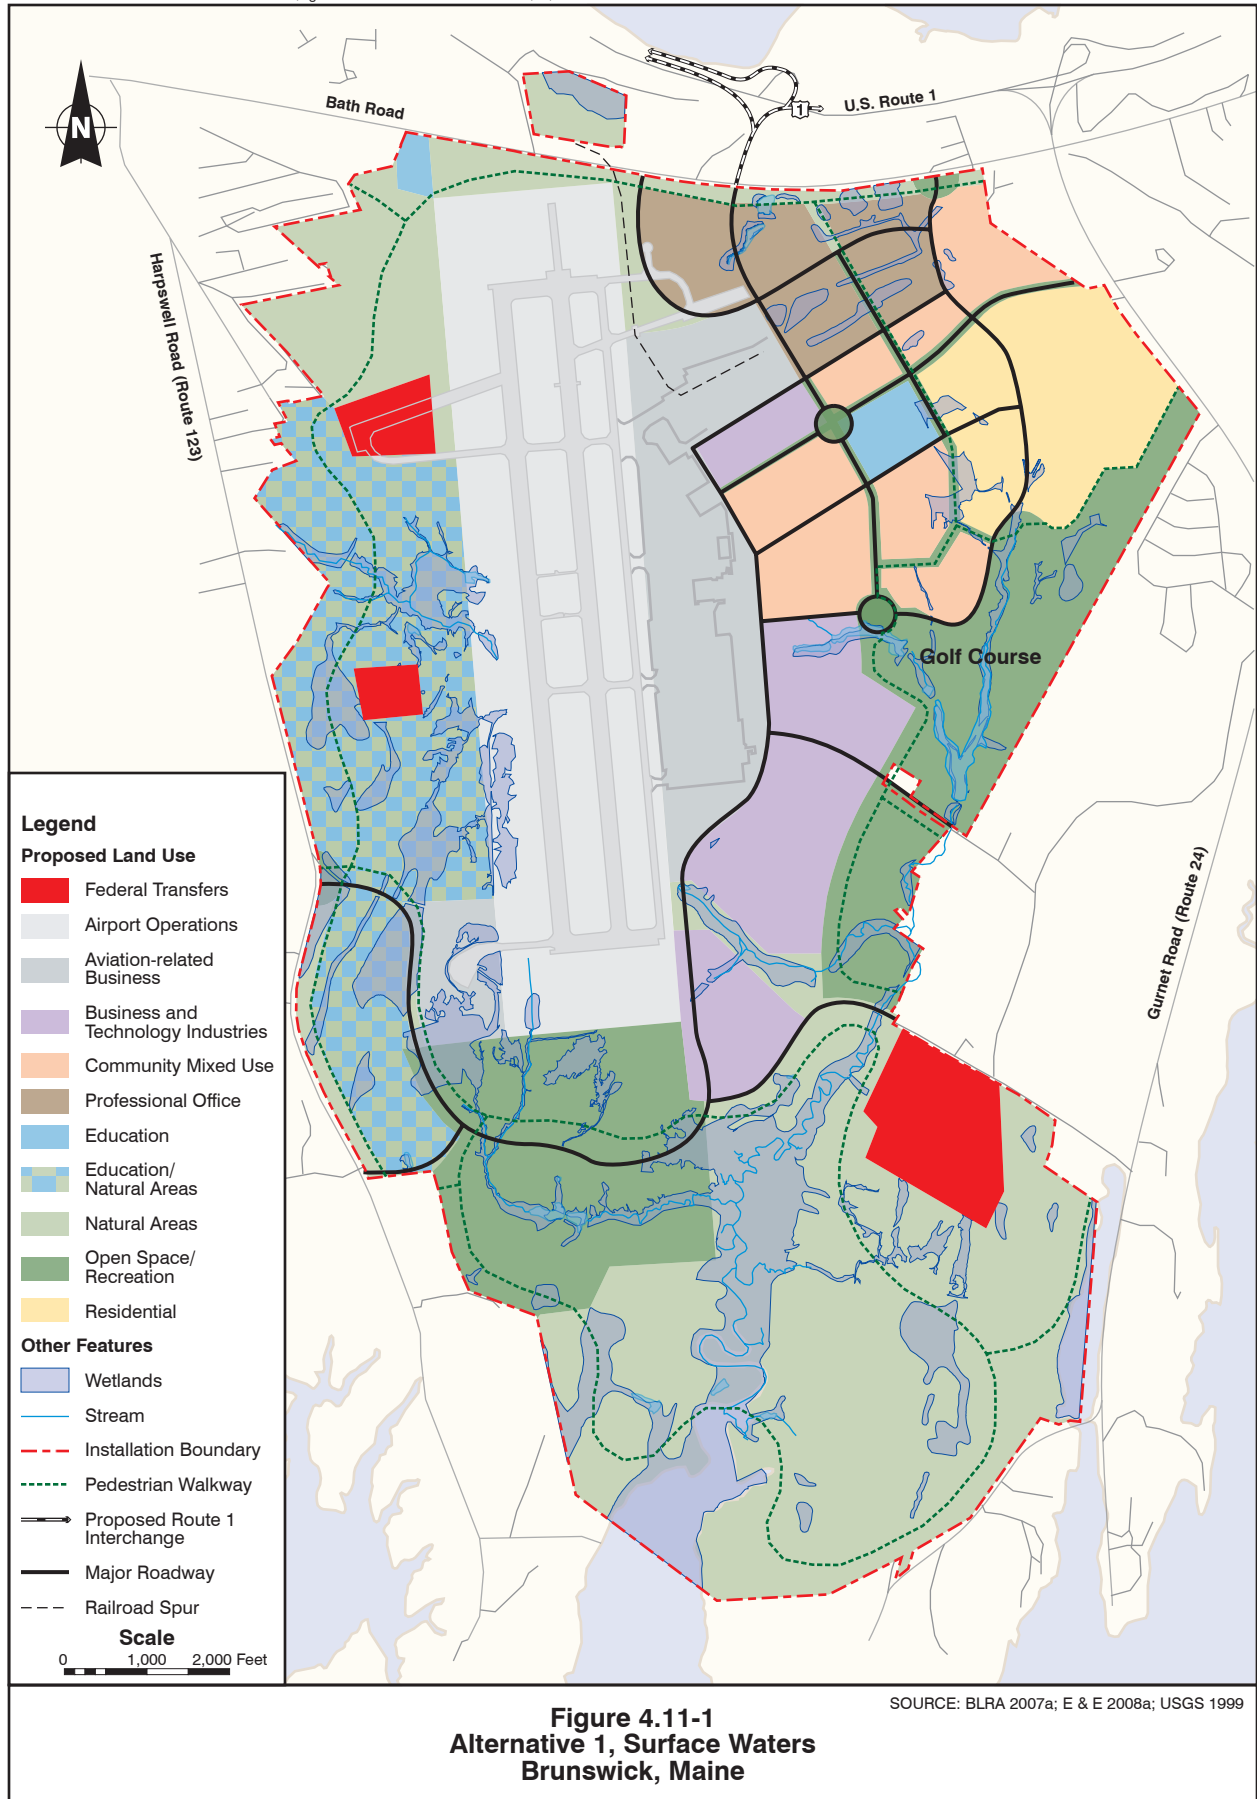 Bath Road
1
U.S. Route 1
N
Harpswell Road (Route 123)
Golf Course
Gurnet Road (Route 24)
Legend
Proposed Land Use
Federal Transfers
Airport Operations
Aviation-related
Business
Business and
Technology Industries
Community Mixed Use
Professional Office
Education
Education/
Natural Areas
Natural Areas
Open Space/
Recreation
Residential
Other Features
Wetlands
Stream
Installation Boundary
Pedestrian Walkway
Proposed Route 1
Interchange
Major Roadway
Railroad Spur
Scale
0 1,000 2,000 Feet
SOURCE: BLRA 2007a; E & E 2008a; USGS 1999
Figure 4.11-1
Alternative 1, Surface Waters
Brunswick, Maine